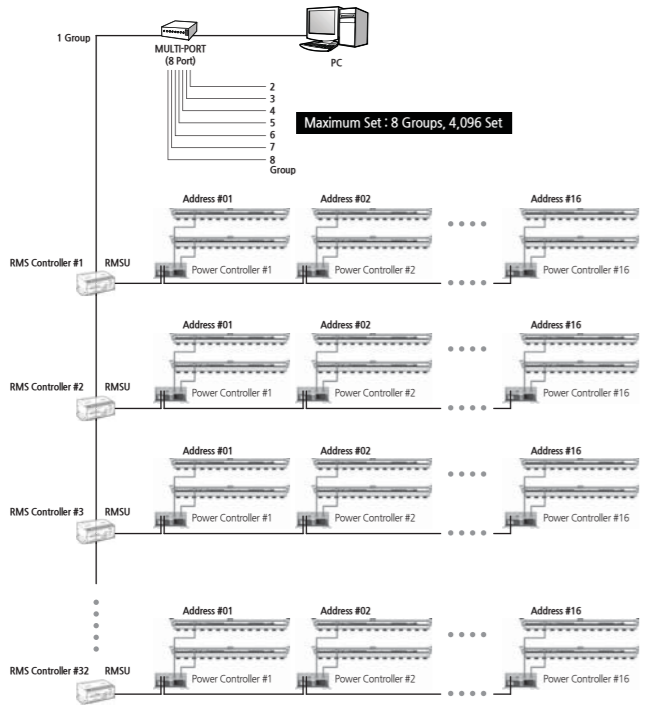 1 Group
MULTI-PORT
(8 Port)
PC
2
3
4
5
6
7
8
Group
Maximum Set : 8 Groups, 4,096 Set
Address #01 Address #02 Address #16
RMS Controller #1 RMSU
Power Controller #1 Power Controller #2 Power Controller #16
Address #01 Address #02 Address #16
RMS Controller #2 RMSU
Power Controller #1 Power Controller #2 Power Controller #16
Address #01 Address #02 Address #16
RMS Controller #3 RMSU
Power Controller #1 Power Controller #2 Power Controller #16
Address #01 Address #02 Address #16
RMS Controller #32 RMSU
Power Controller #1 Power Controller #2 Power Controller #16